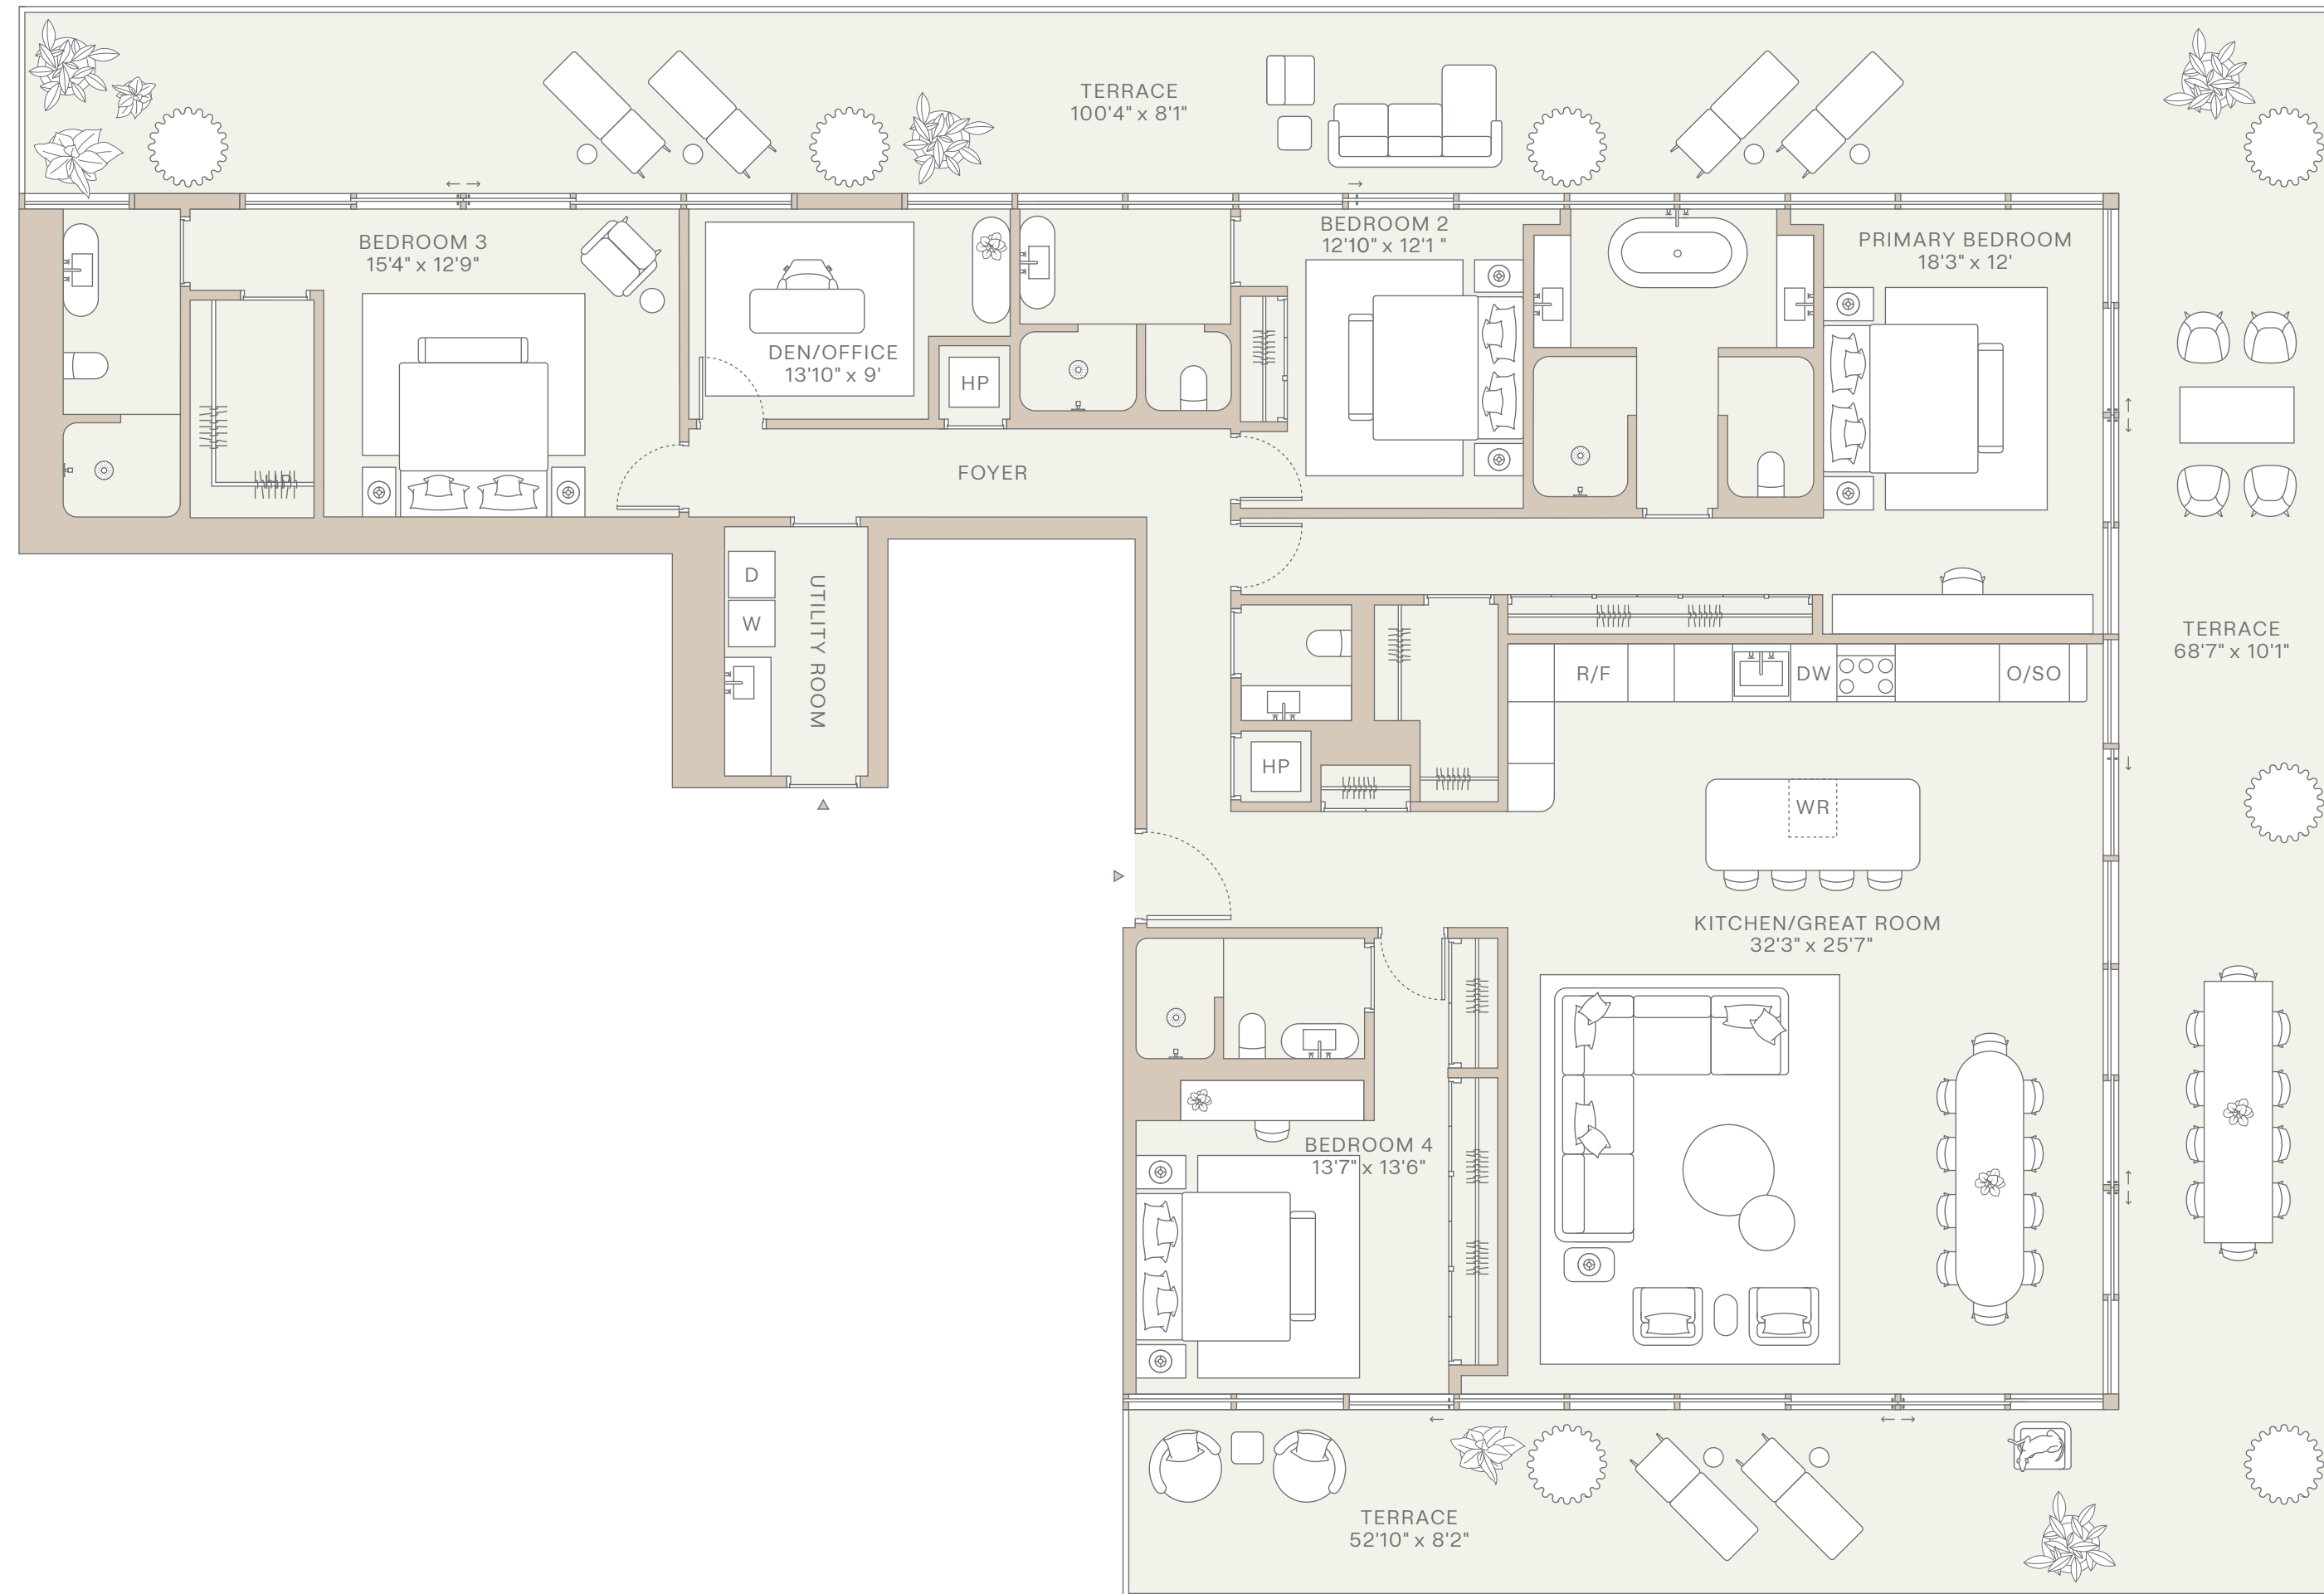 TERRACE
100'4" x 8'1"
BEDROOM 3
15'4" x 12'9"
DEN/OFFICE
13'10" x 9'
HP
BEDROOM 2
12'10" x 12'1 "
PRIMARY BEDROOM
18'3" x 12'
FOYER
D
W
UTILITY ROOM
TERRACE
68'7" x 10'1"
R/F
DW
O/SO
HP
WR
KITCHEN/GREAT ROOM
32'3" x 25'7"
BEDROOM 4
13'7" x 13'6"
TERRACE
52'10" x 8'2"